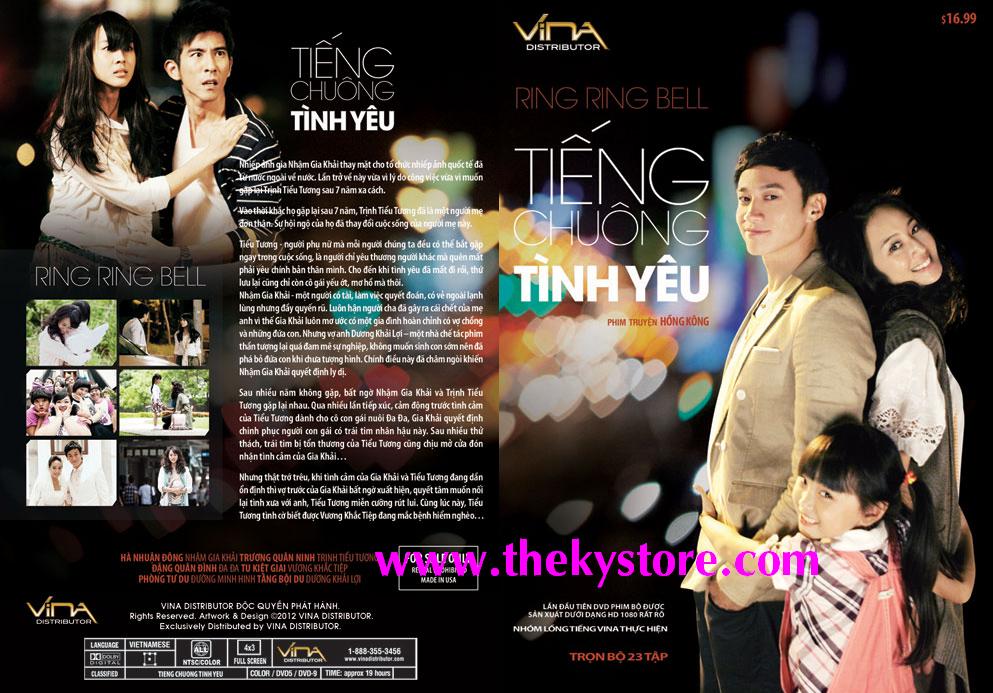 TIẾNG
CHUÔNG
TÌNH YÊU
Nhiếp ảnh gia Nhậm Gia Khải thay mặt cho tổ chức nhiếp ảnh quốc tế đã
từ nước ngoài về nước. Lần trở về này vừa vì lý do công việc vừa vì muốn
gặp lại Trịnh Tiểu Tương sau 7 năm xa cách.
Vào thời khắc họ gặp lại sau 7 năm, Trịnh Tiểu Tương đã là một người mẹ
đơn thân. Sự hội ngộ của họ đã thay đổi cuộc sống của người mẹ này.
Tiểu Tương - người phụ nữ mà mỗi người chúng ta đều có thể bắt gặp
ngay trong cuộc sống, là người chỉ yêu thương người khác mà quên mất
phải yêu chính bản thân mình. Cho đến khi tình yêu đã mất đi rồi, thứ
lưu lại cũng chỉ còn cô gái yếu ớt, mơ hồ mà thôi.
Nhậm Gia Khải - một người có tài, làm việc quyết đoán, có vẻ ngoài lạnh
lùng nhưng đầy quyến rũ. Luôn hận người cha đã gây ra cái chết của mẹ
anh vì thế Gia Khải luôn mơ ước có một gia đình hoàn chỉnh có vợ chồng
và những đứa con. Nhưng vợ anh Dương Khải Lợi – một nhà chế tác phim
thần tượng lại quá đam mê sự nghiệp, không muốn sinh con sớm nên đã
phá bỏ đứa con khi chưa tượng hình. Chính điều này đã châm ngòi khiến
Nhậm Gia Khải quyết định ly dị.
Sau nhiều năm không gặp, bất ngờ Nhậm Gia Khải và Trịnh Tiểu
Tương gặp lại nhau. Qua nhiều lần tiếp xúc, cảm động trước tình cảm
của Tiểu Tương dành cho cô con gái nuôi Đa Đa, Gia Khải quyết định
chinh phục người con gái có trái tim nhân hậu này. Sau nhiều thử
thách, trái tim bị tổn thương của Tiểu Tương cũng chịu mở cửa đón
nhận tình cảm của Gia Khải…
Nhưng thật trớ trêu, khi tình cảm của Gia Khải và Tiểu Tương đang dần
ổn định thì vợ trước của Gia Khải bất ngờ xuất hiện, quyết tâm muốn nối
lại tình xưa với anh, Tiểu Tương miễn cưỡng rút lui. Cùng lúc này, Tiểu
Tương tình cờ biết được Vương Khắc Tiệp đang mắc bệnh hiểm nghèo…
RING RING BELL
HÀ NHUẬN ĐÔNG NHẬM GIA KHẢI TRƯƠNG QUÂN NINH TRỊNH TIỂU TƯƠNG
ĐẶNG QUÂN ĐÌNH ĐA ĐA TU KIỆT GIAI VƯƠNG KHẮC TIỆP
PHÒNG TƯ DU ĐƯỜNG MINH HINH TĂNG BỘI DU DƯƠNG KHẢI LỢI
FOR SALE ONLY
MADE IN USA
VINA
DISTRIBUTOR
VINA DISTRIBUTOR ĐỘC QUYỀN PHÁT HÀNH.
Rights Reserved. Artwork & Design ©2012 VINA DISTRIBUTOR.
Exclusively Distributed by VINA DISTRIBUTOR.
LANGUAGE VIETNAMESE
DOLBY
DIGITAL
CLASSIFIED
ALL
NTSC/COLOR
4x3
FULL SCREEN
VINA
DISTRIBUTOR
1-888-355-3456
www.vinadistributor.com
TIENG CHUONG TINH YEU
COLOR / DVD5 / DVD-9
TIME: approx 19 hours
VINA
DISTRIBUTOR
$16.99
RING RING BELL
TIẾNG
CHUÔNG
TÌNH YÊU
PHIM TRUYỆN HỒNG KÔNG
www.thekystore.com
LẦN ĐẦU TIÊN DVD PHIM BỘ ĐƯỢC
SẢN XUẤT DƯỚI DẠNG HD 1080 RẤT RÕ
NHÓM LỒNG TIẾNG VINA THỰC HIỆN
TRỌN BỘ 23 TẬP